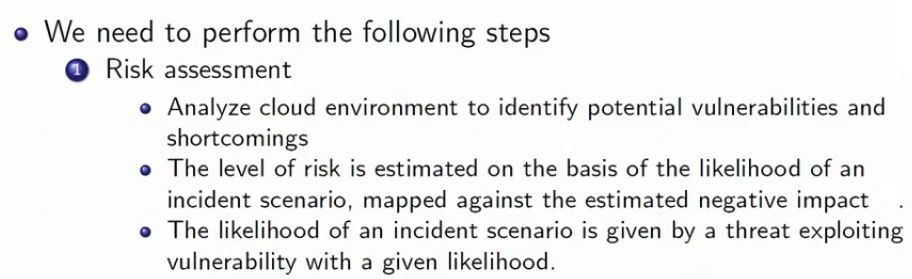 We need to perform the following steps
1 Risk assessment
Analyze cloud environment to identify potential vulnerabilities and
shortcomings
The level of risk is estimated on the basis of the likelihood of an
incident scenario, mapped against the estimated negative impact .
The likelihood of an incident scenario is given by a threat exploiting
vulnerability with a given likelihood.